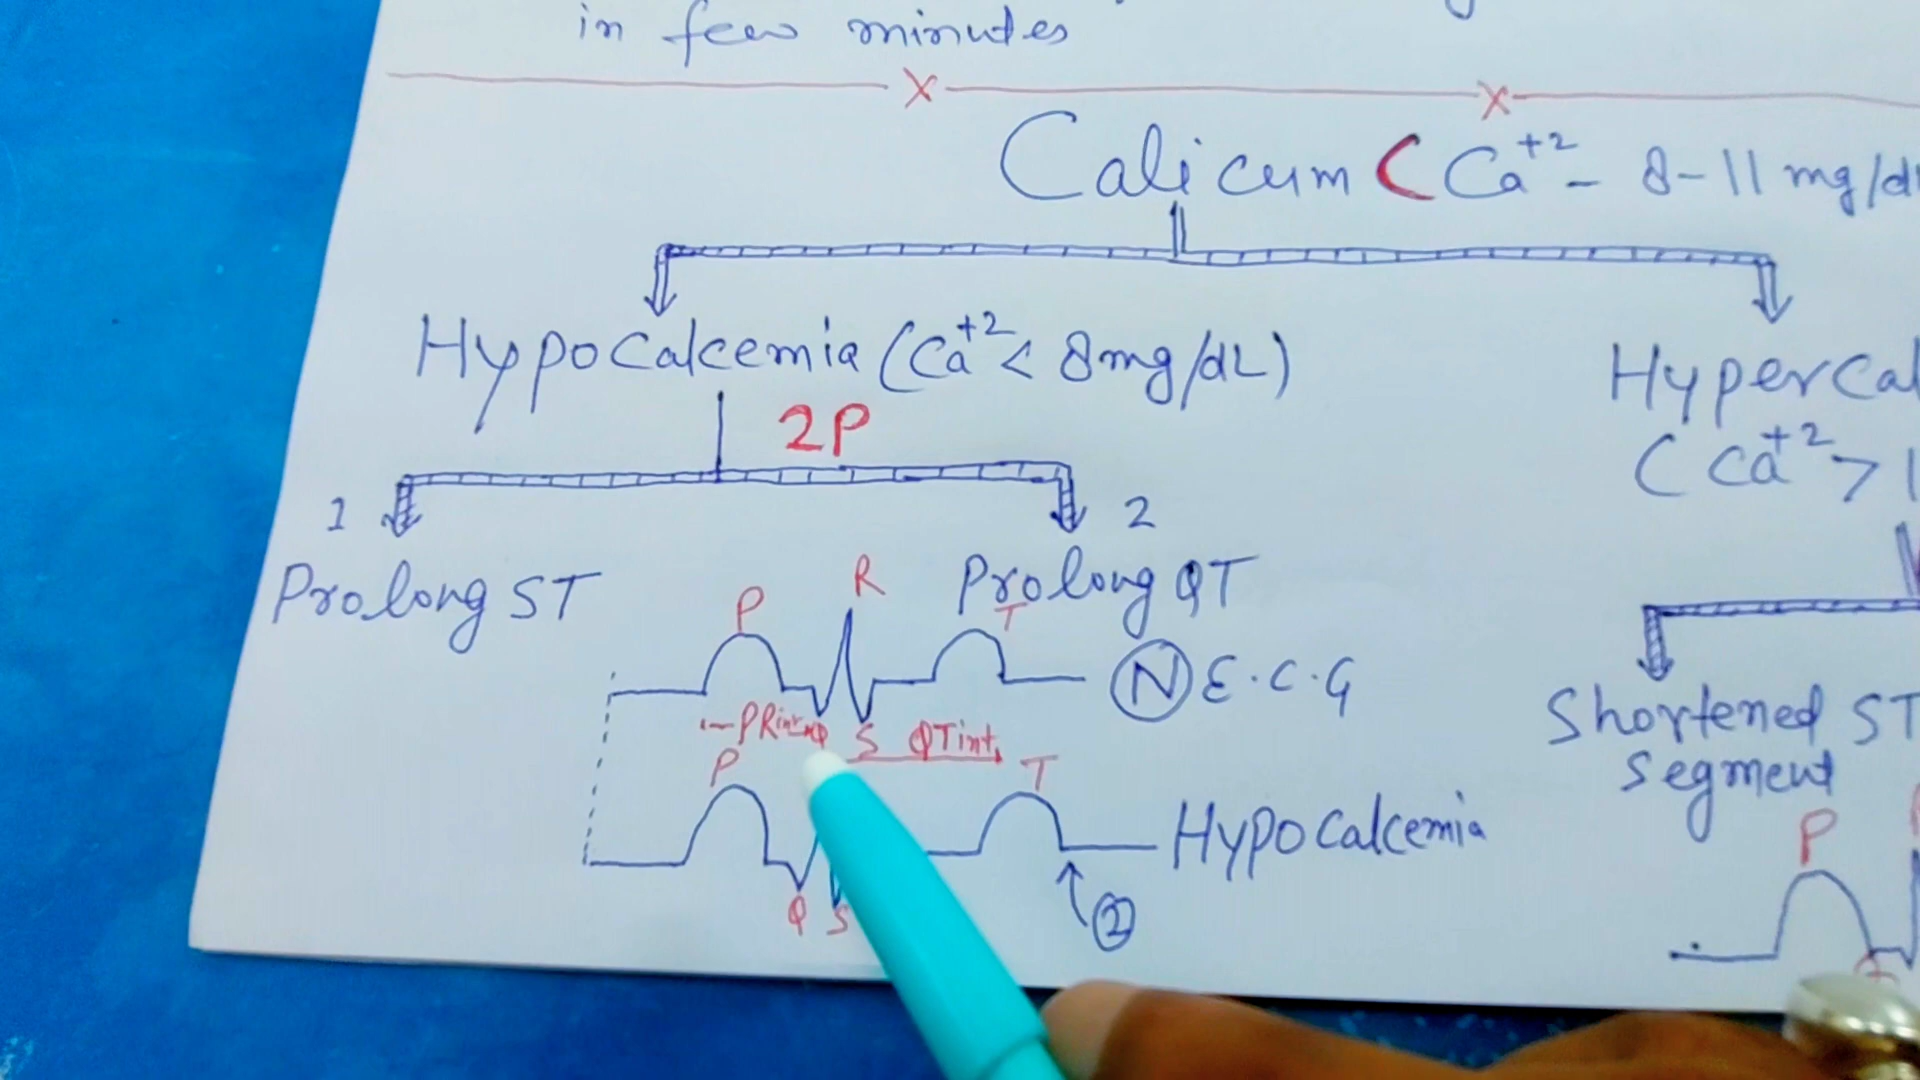 in few minutes
x x
Calicum ( Ca+2 - 8-11 mg/dL
Hypocalcemia (Ca+2 < 8mg/dL)
Hypercal
( Ca+2 >
2P
1
2
Prolong ST
Prolong QT
Shortened ST
segment
P R T
N E.C.G
PR int Q S QT int
P T
Hypocalcemia
Q S
2
P